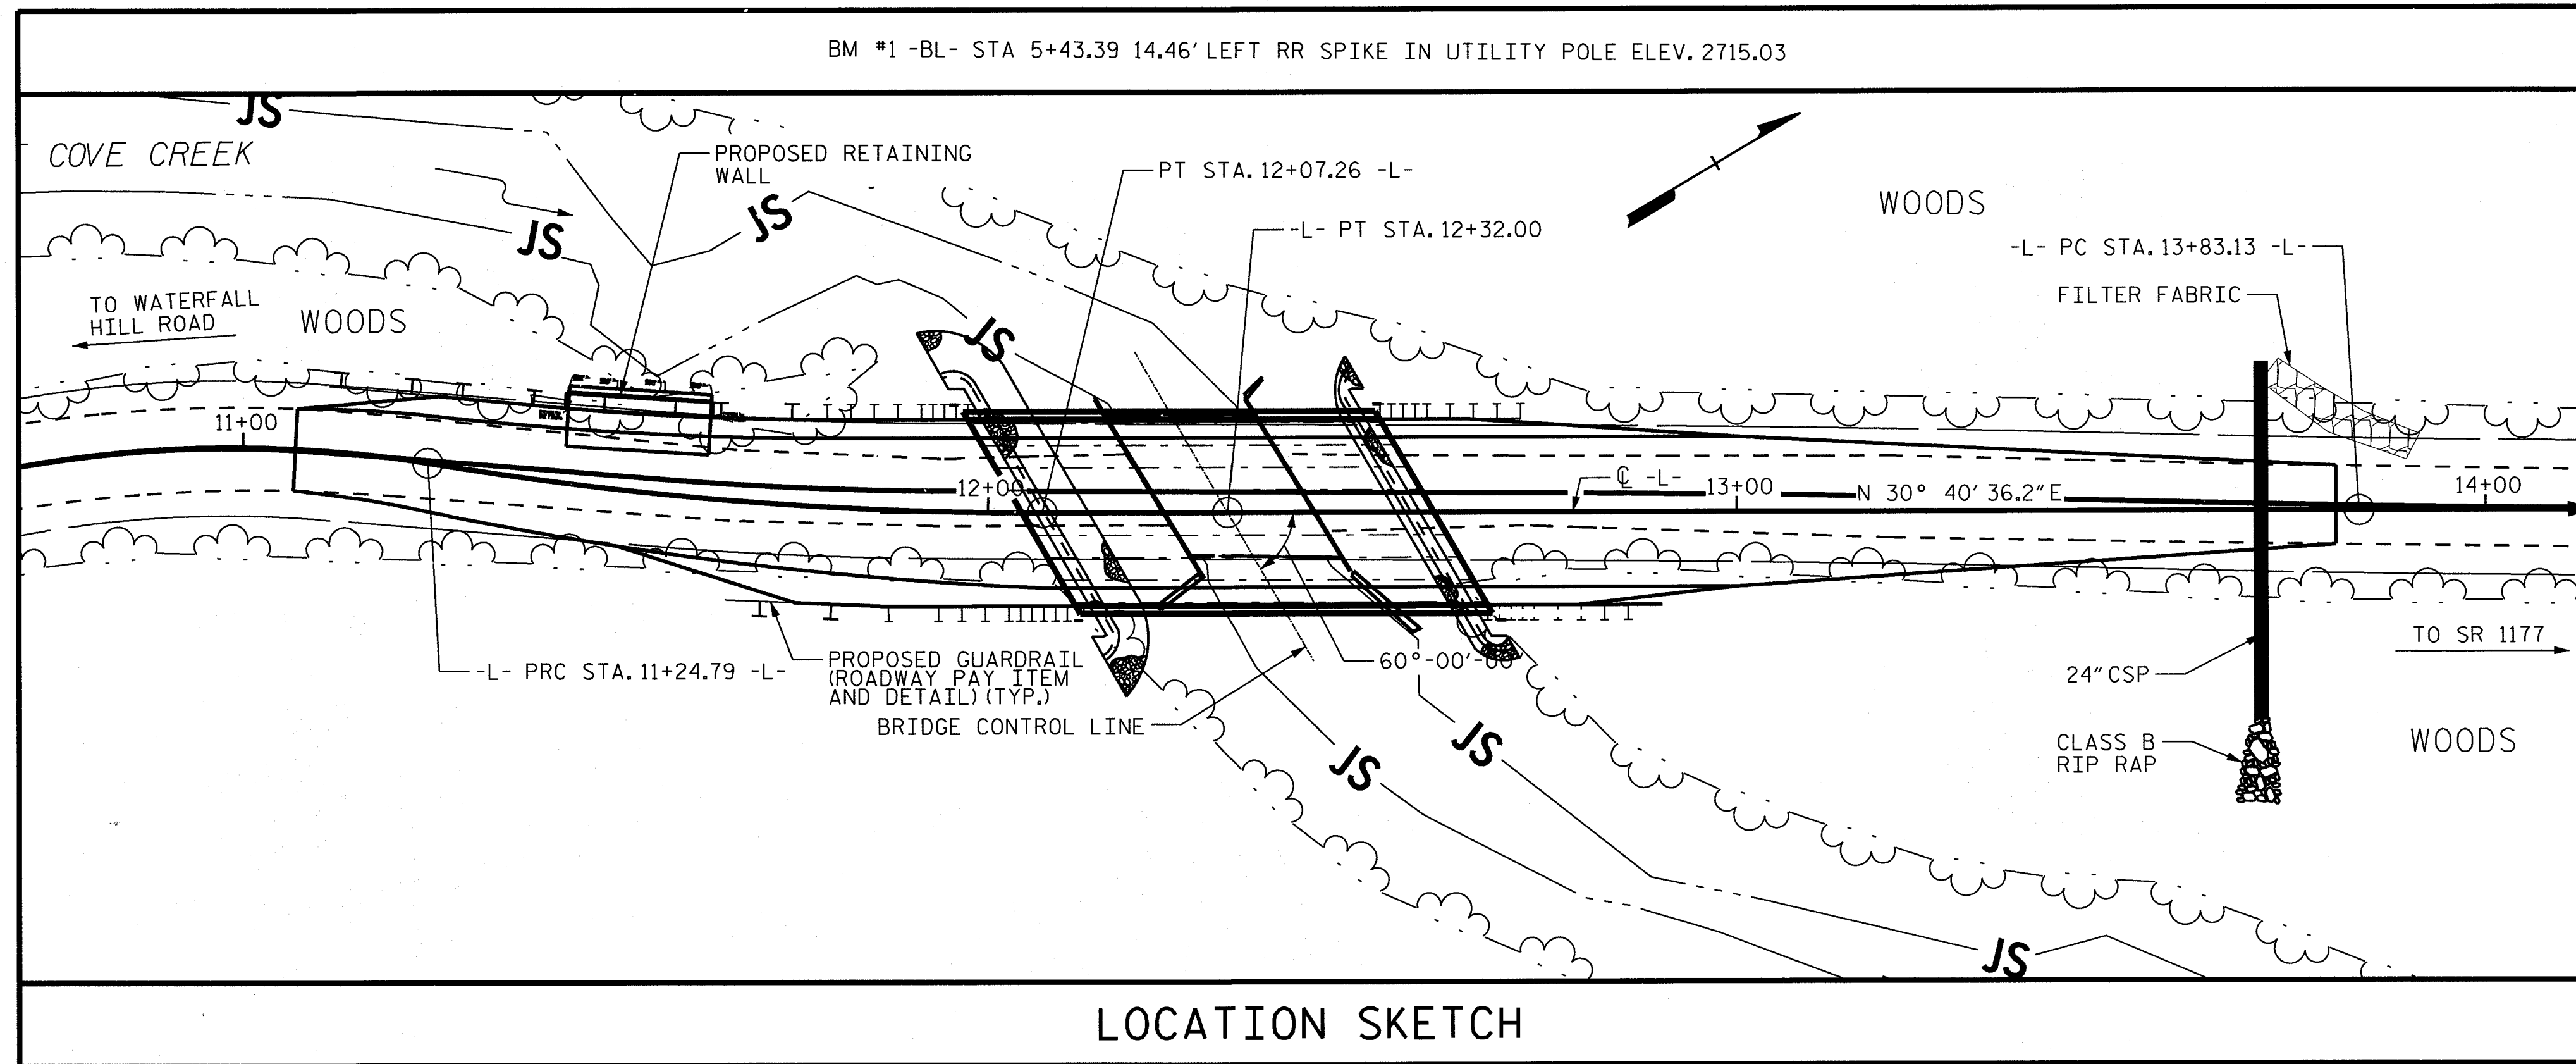 BM #1 -BL- STA 5+43.39 14.46' LEFT RR SPIKE IN UTILITY POLE ELEV. 2715.03
JS
COVE CREEK
PROPOSED RETAINING
WALL
PT STA. 12+07.26 -L-
JS
WOODS
-L- PT STA. 12+32.00
JS
-L- PC STA. 13+83.13 -L-
FILTER FABRIC
TO WATERFALL
HILL ROAD
WOODS
JS
11+00
12+00
℄ -L-
13+00
N 30° 40' 36.2" E
14+00
TO SR 1177
-L- PRC STA. 11+24.79 -L-
PROPOSED GUARDRAIL
(ROADWAY PAY ITEM
AND DETAIL) (TYP.)
60°-00'-00"
24" CSP
BRIDGE CONTROL LINE
JS
JS
CLASS B
RIP RAP
WOODS
JS
LOCATION SKETCH